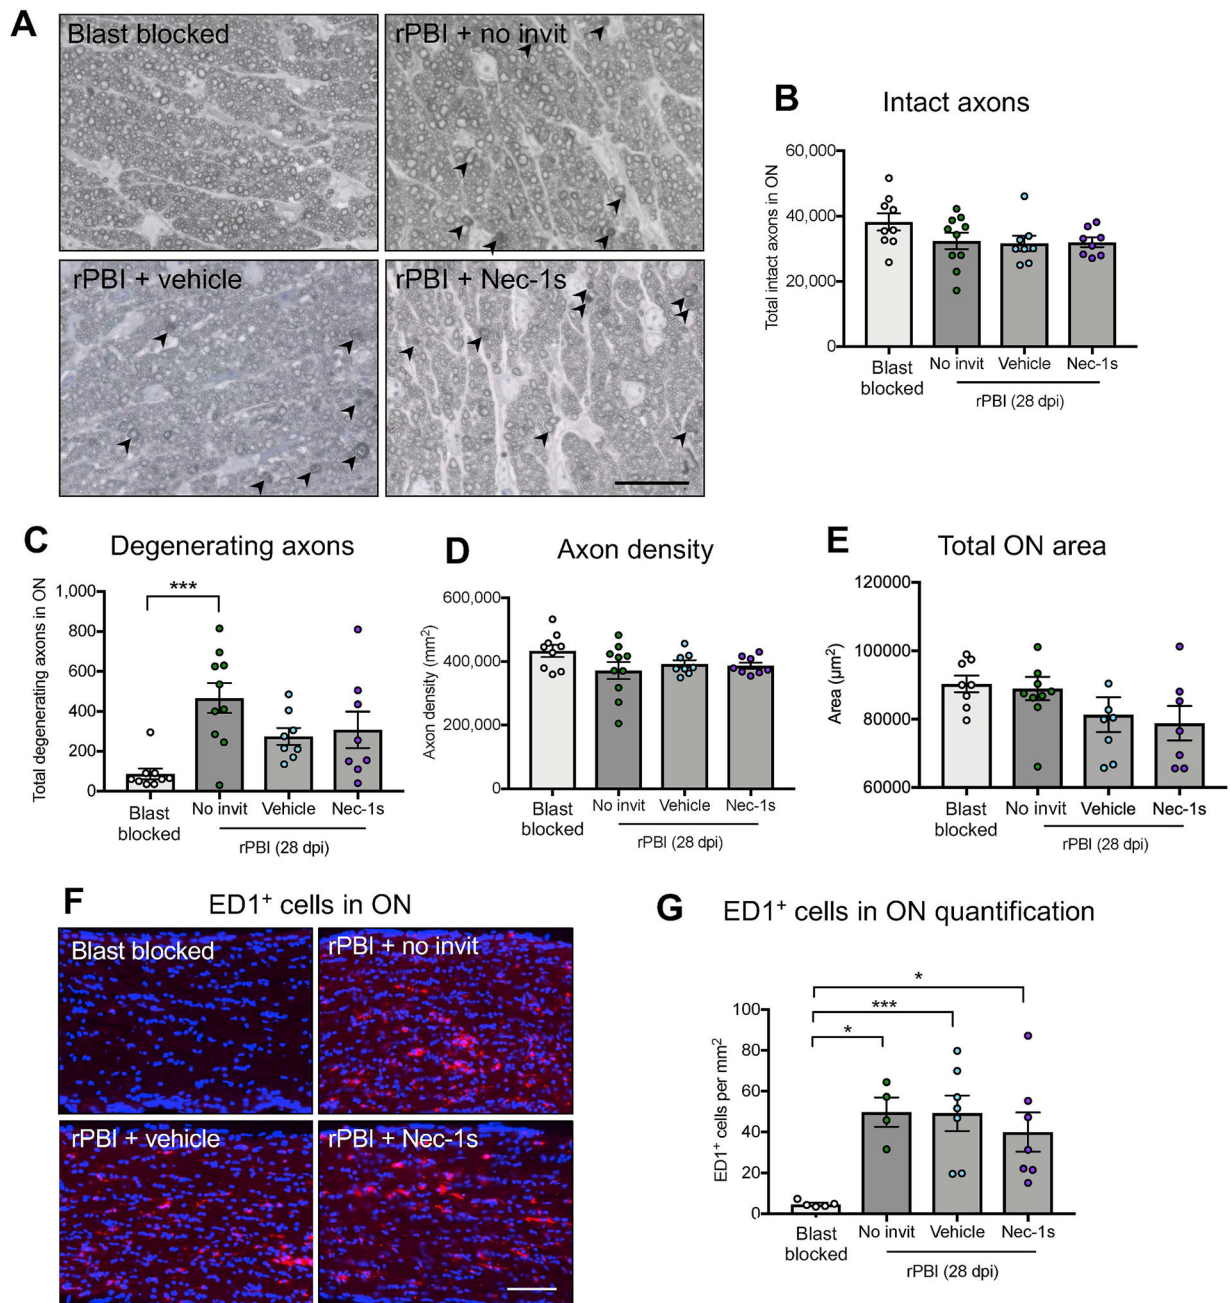 A
Blast blocked
rPBI + no invit
rPBI + vehicle
rPBI + Nec-1s
B
Intact axons
Total intact axons in ON
60,000
40,000
20,000
0
Blast
blocked
No invit
Vehicle
Nec-1s
rPBI (28 dpi)
C
Degenerating axons
Total degenerating axons in ON
1,000
800
600
400
200
0
***
Blast
blocked
No invit
Vehicle
Nec-1s
rPBI (28 dpi)
D
Axon density
Axon density (mm²)
600,000
400,000
200,000
0
Blast
blocked
No invit
Vehicle
Nec-1s
rPBI (28 dpi)
E
Total ON area
Area (µm²)
120000
100000
80000
60000
Blast
blocked
No invit
Vehicle
Nec-1s
rPBI (28 dpi)
F
ED1⁺ cells in ON
Blast blocked
rPBI + no invit
rPBI + vehicle
rPBI + Nec-1s
G
ED1⁺ cells in ON quantification
ED1⁺ cells per mm²
100
80
60
40
20
0
*
***
*
Blast
blocked
No invit
Vehicle
Nec-1s
rPBI (28 dpi)